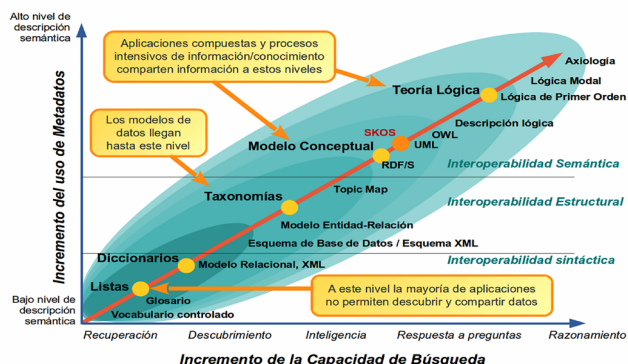 Alto nivel de
descripción
semántica
Incremento del uso de Metadatos
Bajo nivel de
descripción
semántica
Aplicaciones compuestas y procesos
intensivos de información/conocimiento
comparten información a estos niveles
Los modelos de
datos llegan
hasta este nivel
Axiología
Lógica Modal
Teoría Lógica
Lógica de Primer Orden
Descripción lógica
SKOS
OWL
UML
Modelo Conceptual
RDF/S
Interoperabilidad Semántica
Topic Map
Taxonomías
Interoperabilidad Estructural
Modelo Entidad-Relación
Esquema de Base de Datos / Esquema XML
Diccionarios
Modelo Relacional, XML
Interoperabilidad sintáctica
Listas
Glosario
Vocabulario controlado
A este nivel la mayoría de aplicaciones
no permiten descubrir y compartir datos
Recuperación
Descubrimiento
Inteligencia
Respuesta a preguntas
Razonamiento
Incremento de la Capacidad de Búsqueda